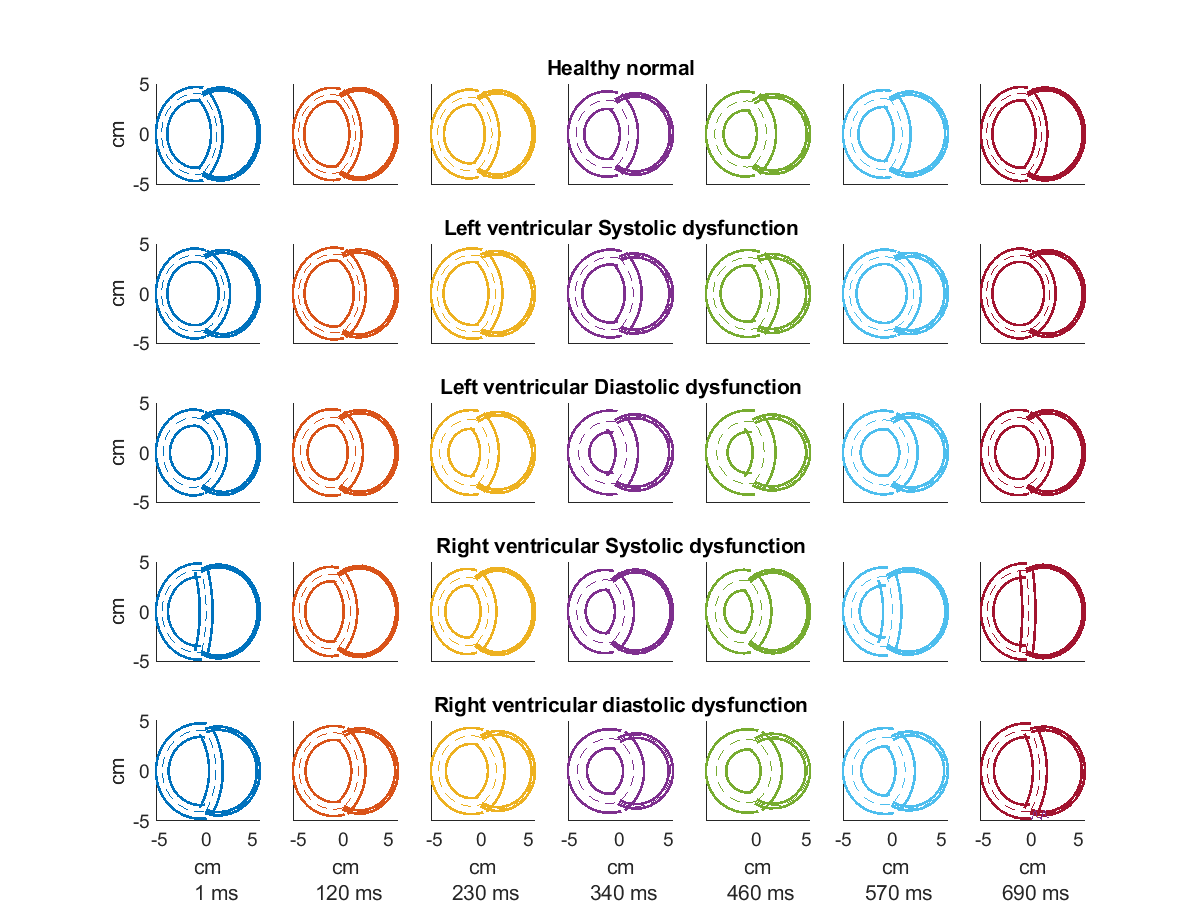 Healthy normal
5
cm
0
-5
Left ventricular Systolic dysfunction
5
cm
0
-5
Left ventricular Diastolic dysfunction
5
cm
0
-5
Right ventricular Systolic dysfunction
5
cm
0
-5
Right ventricular diastolic dysfunction
5
cm
0
-5
-5 0 5 -5 0 5 -5 0 5 -5 0 5 0 5 -5 0 5 -5 0 5
cm cm cm cm cm cm cm
1 ms 120 ms 230 ms 340 ms 460 ms 570 ms 690 ms